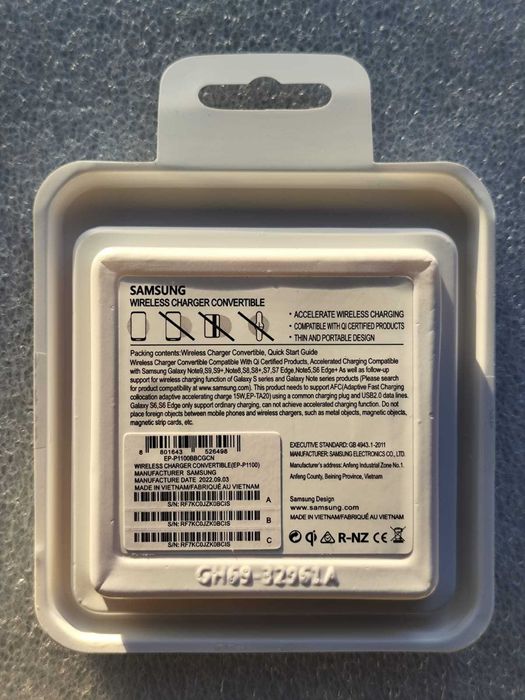 SAMSUNG
WIRELESS CHARGER CONVERTIBLE
• ACCELERATE WIRELESS CHARGING
• COMPATIBLE WITH QI CERTIFIED PRODUCTS
• THIN AND PORTABLE DESIGN
Packing contents:Wireless Charger Convertible, Quick Start Guide
Wireless Charger Convertible Compatible With Qi Certified Products, Accelerated Charging Compatible
with Samsung Galaxy Note9,S9,S9+,Note8,S8,S8+,S7,S7 Edge,Note5,S6 Edge+ As well as follow-up
support for wireless charging function of Galaxy S series and Galaxy Note series products (Please search
for product compatibility at www.samsung.com). This product needs to support AFC(Adaptive Fast Charging
collocation adaptive accelerated charge 15W,EP-TA20) using a common charging plug and USB2.0 data lines.
Galaxy S6,S6 Edge only support ordinary charging, can not achieve accelerated charging function. Do not
place foreign objects between mobile phones and wireless chargers, such as metal objects, magnetic objects,
magnetic strip cards, etc.
8 801643 526498
EP-P1100BBCGCN
WIRELESS CHARGER CONVERTIBLE(EP-P1100)
MANUFACTURER SAMSUNG
MANUFACTURE DATE 2022.09.03
MADE IN VIETNAM/FABRIQUÉ AU VIETNAM
A
S/N: RF7KC0JZK0BCIS
B
S/N: RF7KC0JZK0BCIS
C
S/N: RF7KC0JZK0BCIS
EXECUTIVE STANDARD: GB 4943.1-2011
MANUFACTURER: SAMSUNG ELECTRONICS CO., LTD.
Manufacturer's address: Anfeng Industrial Zone No.1.
Anfeng County, Beining Province, Vietnam
Samsung Design
www.samsung.com
MADE IN VIETNAM/FABRIQUÉ AU VIETNAM
qi R-NZ CE
GH69-32961A